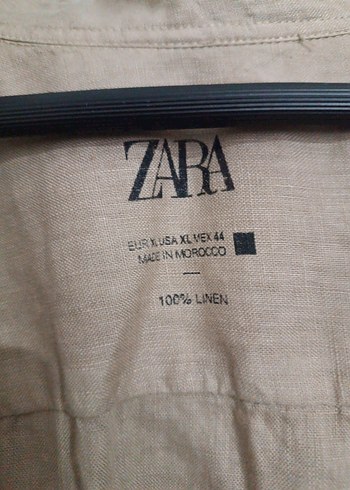 ZARA
EUR XL USA XL MEX 44
MADE IN MOROCCO
100% LINEN